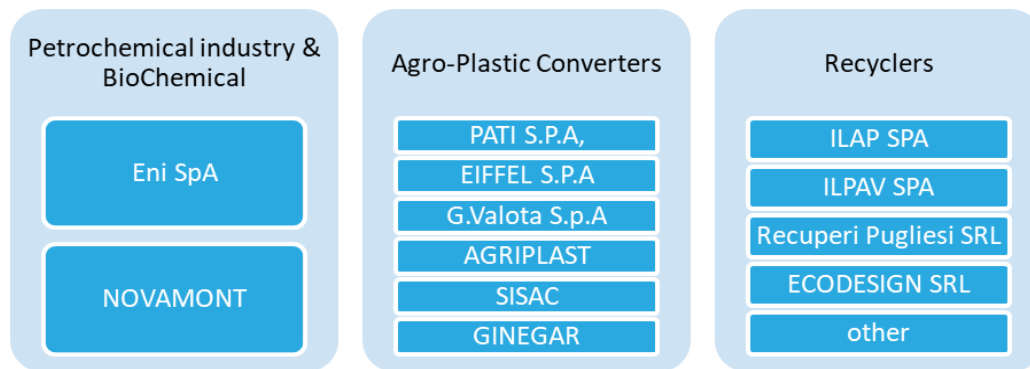 Petrochemical industry &
BioChemical
Eni SpA
NOVAMONT
Agro-Plastic Converters
PATI S.P.A,
EIFFEL S.P.A
G.Valota S.p.A
AGRIPLAST
SISAC
GINEGAR
Recyclers
ILAP SPA
ILPAV SPA
Recuperi Pugliesi SRL
ECODESIGN SRL
other